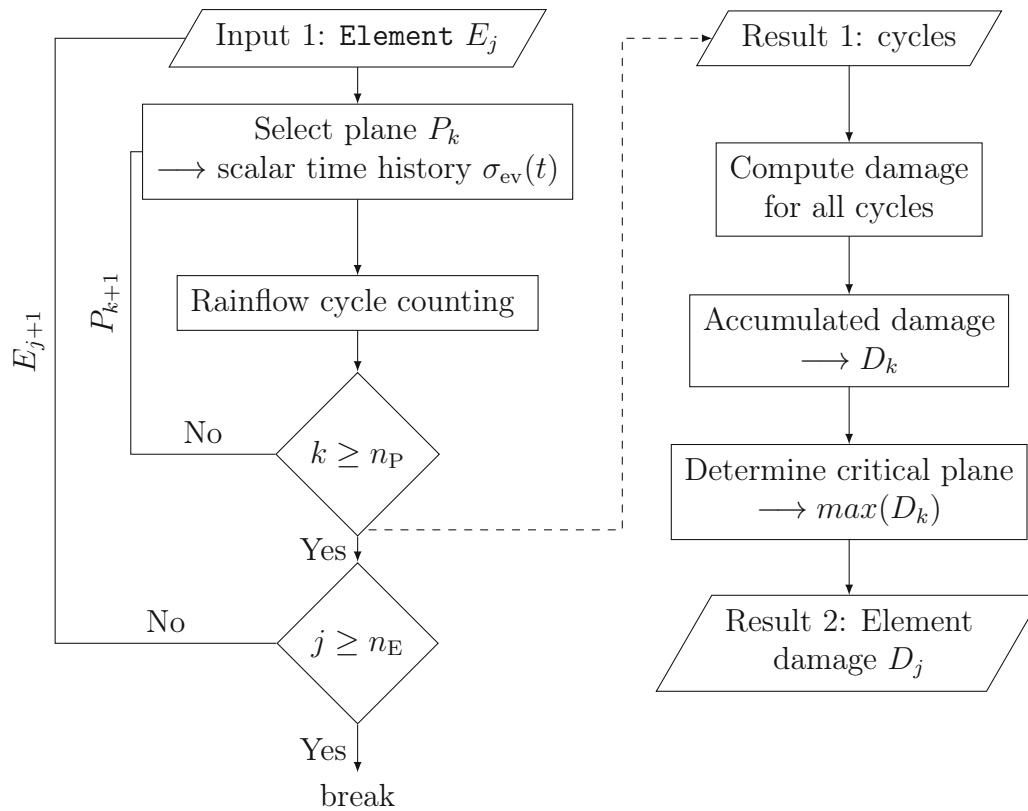 Input 1: Element E_j
Select plane P_k
⟶ scalar time history σ_ev(t)
Rainflow cycle counting
P_{k+1}
E_{j+1}
No
k ≥ n_P
Yes
No
j ≥ n_E
Yes
break
Result 1: cycles
Compute damage
for all cycles
Accumulated damage
⟶ D_k
Determine critical plane
⟶ max(D_k)
Result 2: Element
damage D_j